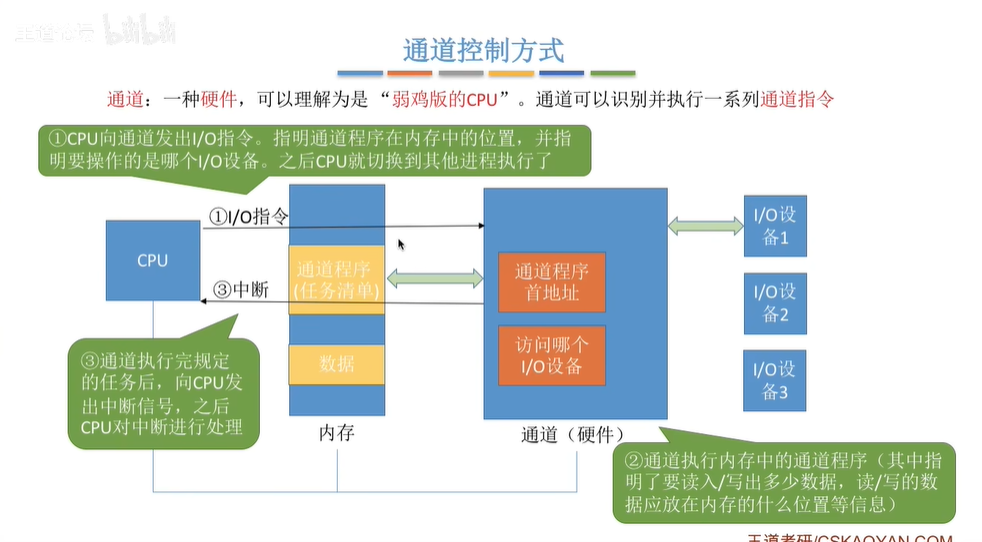 王道论坛 bilibili
通道控制方式
通道：一种硬件，可以理解为是“弱鸡版的CPU”。通道可以识别并执行一系列通道指令
①CPU向通道发出I/O指令。指明通道程序在内存中的位置，并指
明要操作的是哪个I/O设备。之后CPU就切换到其他进程执行了
①I/O指令
CPU
通道程序
(任务清单)
通道程序
首地址
I/O设
备1
③中断
I/O设
备2
数据
访问哪个
I/O设备
I/O设
备3
③通道执行完规定
的任务后，向CPU发
出中断信号，之后
CPU对中断进行处理
内存
通道（硬件）
②通道执行内存中的通道程序（其中指
明了要读入/写出多少数据，读/写的数
据应放在内存的什么位置等信息）
王道考研/CSKAOYAN.COM